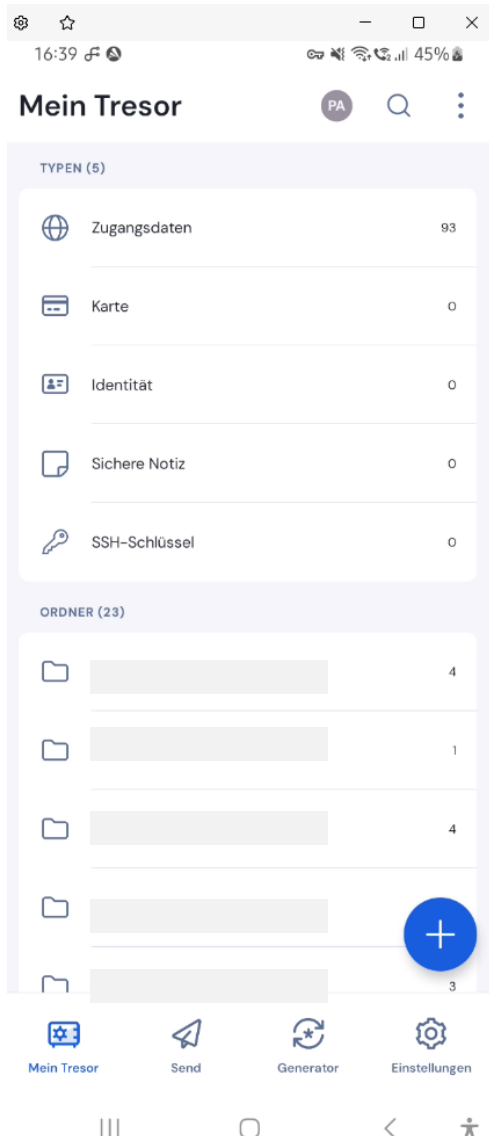 16:39 45%
Mein Tresor PA
TYPEN (5)
Zugangsdaten 93
Karte 0
Identität 0
Sichere Notiz 0
SSH-Schlüssel 0
ORDNER (23)
4
1
4
3
Mein Tresor Send Generator Einstellungen